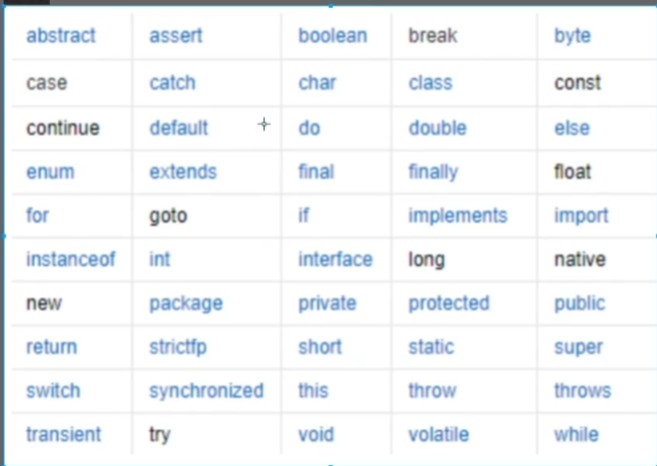 abstract assert boolean break byte
case catch char class const
continue default do double else
enum extends final finally float
for goto if implements import
instanceof int interface long native
new package private protected public
return strictfp short static super
switch synchronized this throw throws
transient try void volatile while